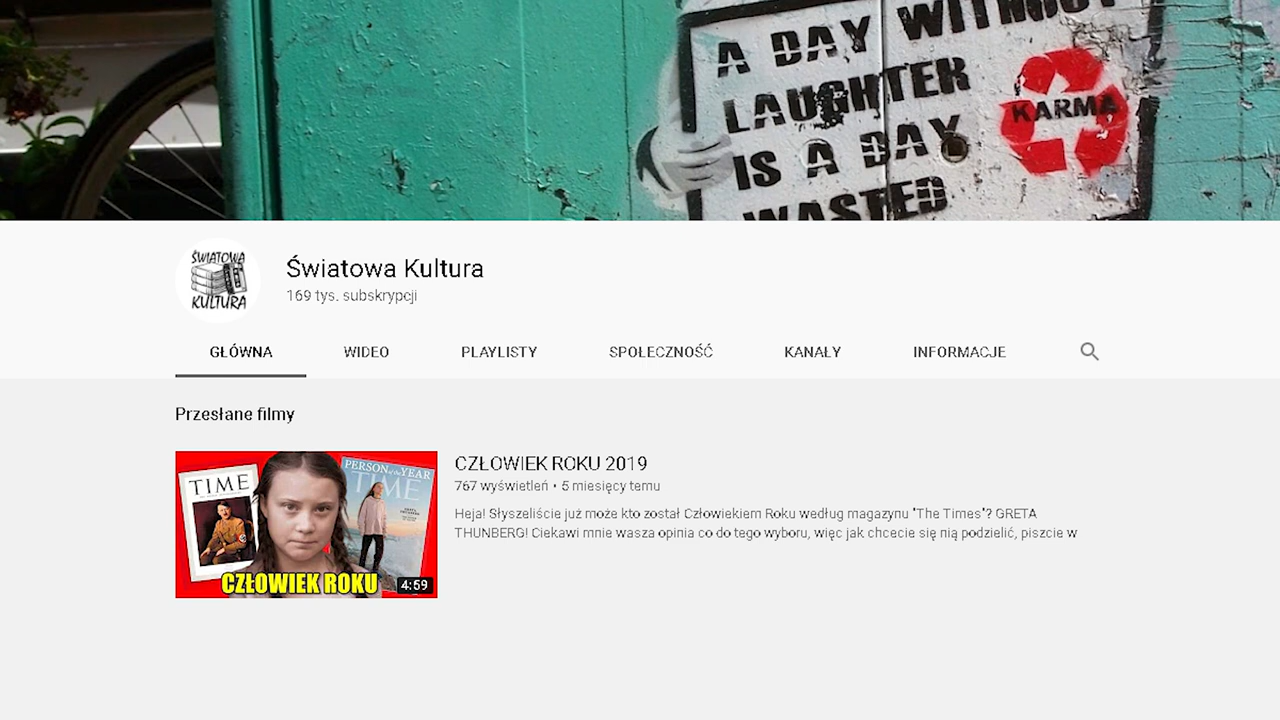 A DAY WITHOUT
LAUGHTER
IS A DAY
WASTED
KARMA
ŚWIATOWA
KULTURA
Światowa Kultura
169 tys. subskrypcji
GŁÓWNA WIDEO PLAYLISTY SPOŁECZNOŚĆ KANAŁY INFORMACJE
Przesłane filmy
TIME
PERSON of the YEAR
TIME
CZŁOWIEK ROKU
4:59
CZŁOWIEK ROKU 2019
767 wyświetleń • 5 miesięcy temu
Heja! Słyszeliście już może kto został Człowiekiem Roku według magazynu "The Times"? GRETA
THUNBERG! Ciekawi mnie wasza opinia co do tego wyboru, więc jak chcecie się nią podzielić, piszcie w